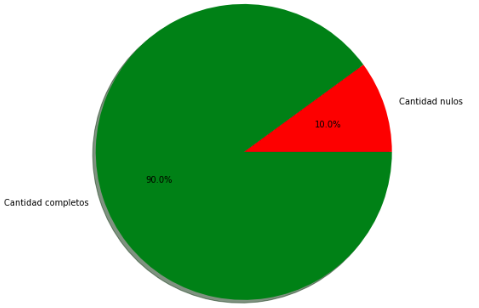 Cantidad nulos
10.0%
90.0%
Cantidad completos